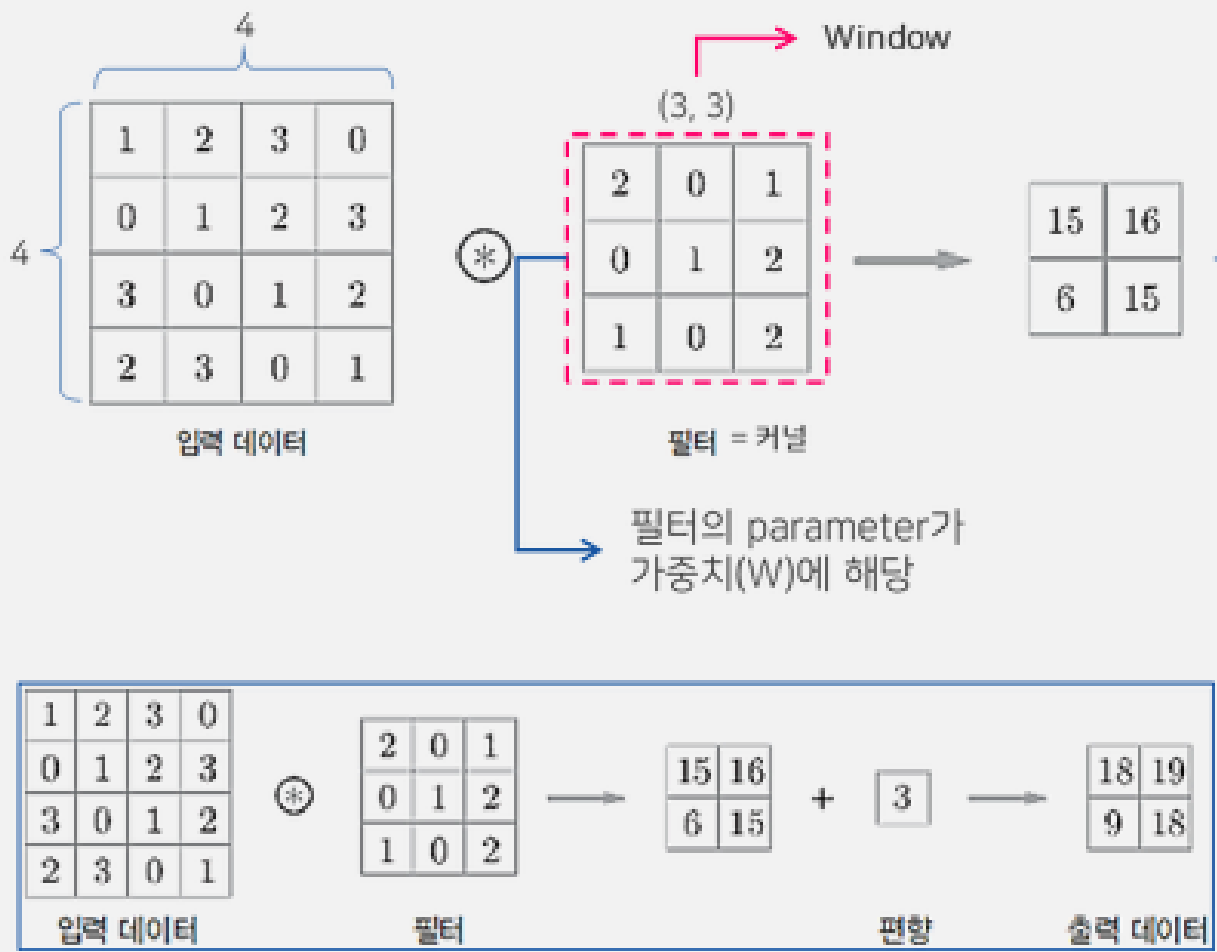 4
Window
(3, 3)
4
1 2 3 0
0 1 2 3
3 0 1 2
2 3 0 1
입력 데이터
2 0 1
0 1 2
1 0 2
필터 = 커널
15 16
6 15
필터의 parameter가
가중치(W)에 해당
1 2 3 0
0 1 2 3
3 0 1 2
2 3 0 1
입력 데이터
2 0 1
0 1 2
1 0 2
필터
15 16
6 15
+
3
편향
18 19
9 18
출력 데이터